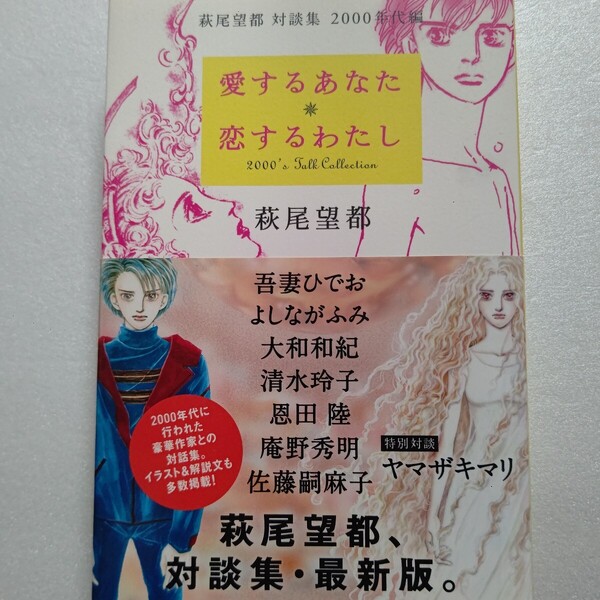 萩尾望都 対談集 2000年代編
愛するあなた
恋するわたし
2000's Talk Collection
萩尾望都
吾妻ひでお
よしながふみ
大和和紀
清水玲子
恩田 陸
庵野秀明
佐藤嗣麻子
特別対談
ヤマザキマリ
2000年代に
行われた
豪華作家との
対話集。
イラスト&解説文も
多数掲載!
萩尾望都、
対談集・最新版。